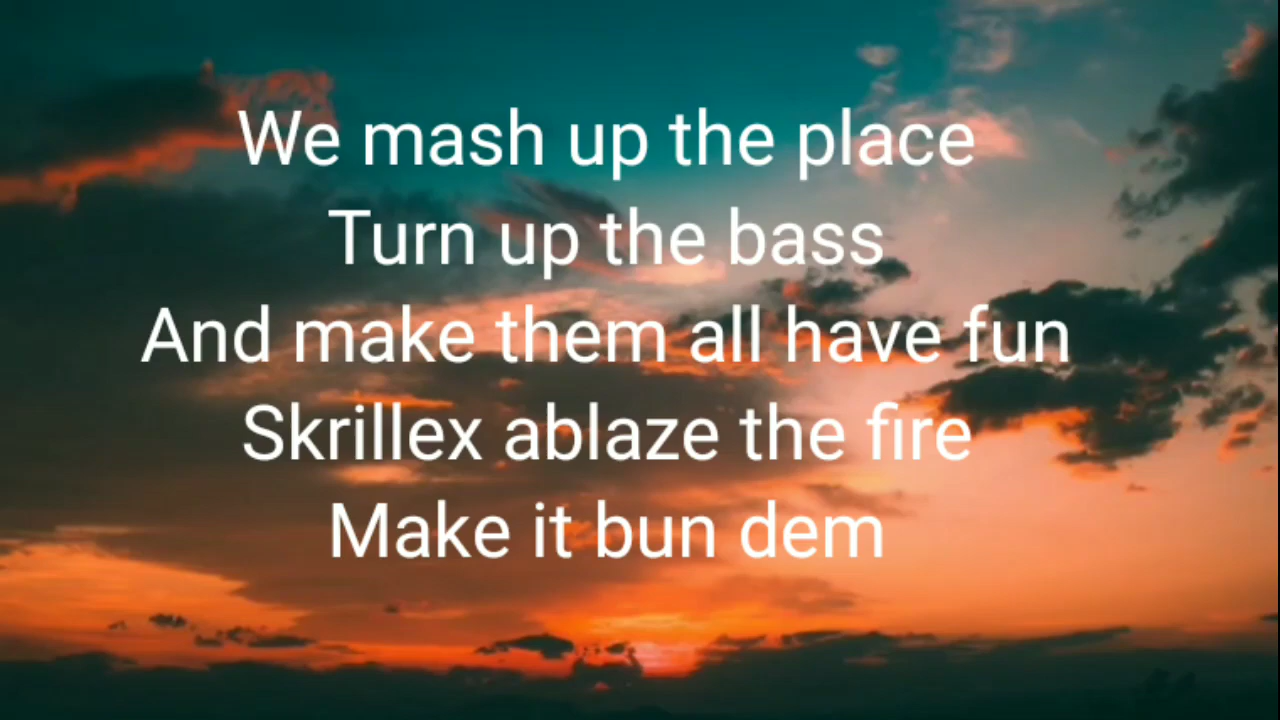 We mash up the place
Turn up the bass
And make them all have fun
Skrillex ablaze the fire
Make it bun dem